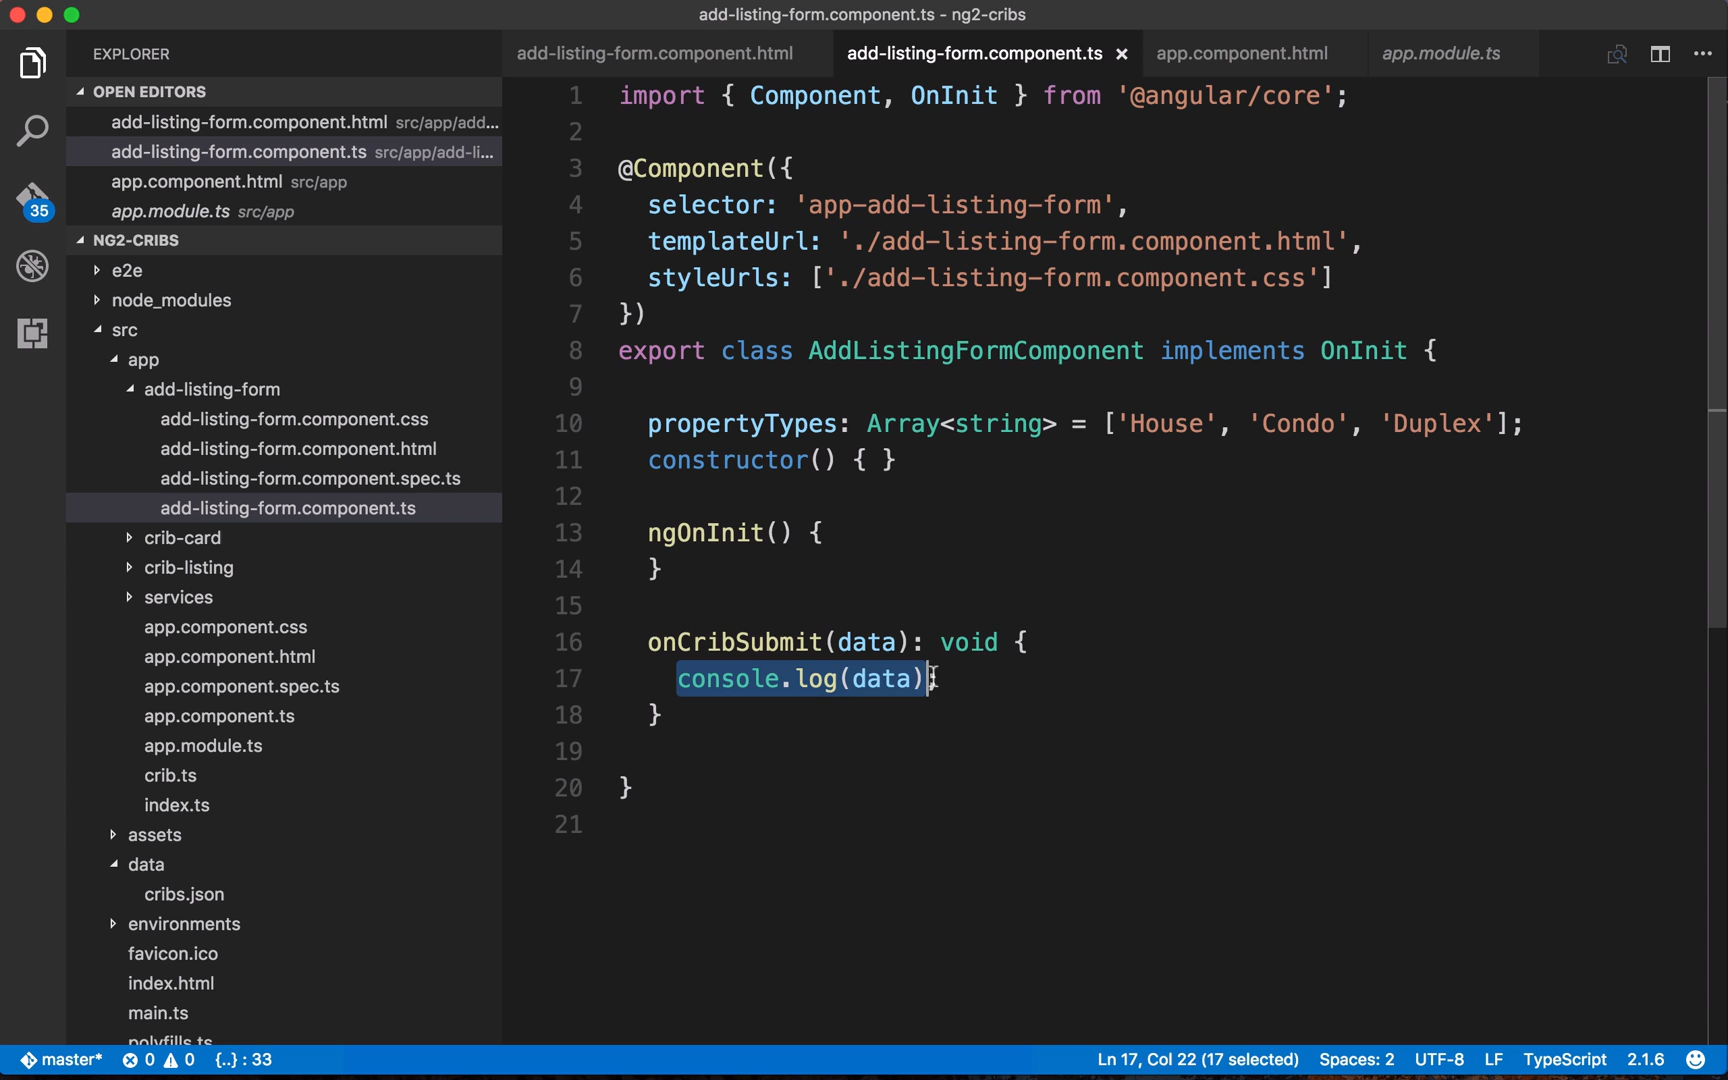 add-listing-form.component.ts - ng2-cribs
EXPLORER
OPEN EDITORS
add-listing-form.component.html src/app/add...
add-listing-form.component.ts src/app/add-li...
app.component.html src/app
app.module.ts src/app
NG2-CRIBS
e2e
node_modules
src
app
add-listing-form
add-listing-form.component.css
add-listing-form.component.html
add-listing-form.component.spec.ts
add-listing-form.component.ts
crib-card
crib-listing
services
app.component.css
app.component.html
app.component.spec.ts
app.component.ts
app.module.ts
crib.ts
index.ts
assets
data
cribs.json
environments
favicon.ico
index.html
main.ts
polyfills.ts
35
add-listing-form.component.html add-listing-form.component.ts × app.component.html app.module.ts
1 import { Component, OnInit } from '@angular/core';
2
3 @Component({
4 selector: 'app-add-listing-form',
5 templateUrl: './add-listing-form.component.html',
6 styleUrls: ['./add-listing-form.component.css']
7 })
8 export class AddListingFormComponent implements OnInit {
9
10 propertyTypes: Array<string> = ['House', 'Condo', 'Duplex'];
11 constructor() { }
12
13 ngOnInit() {
14 }
15
16 onCribSubmit(data): void {
17 console.log(data);
18 }
19
20 }
21
master* 0 0 {..} : 33 Ln 17, Col 22 (17 selected) Spaces: 2 UTF-8 LF TypeScript 2.1.6